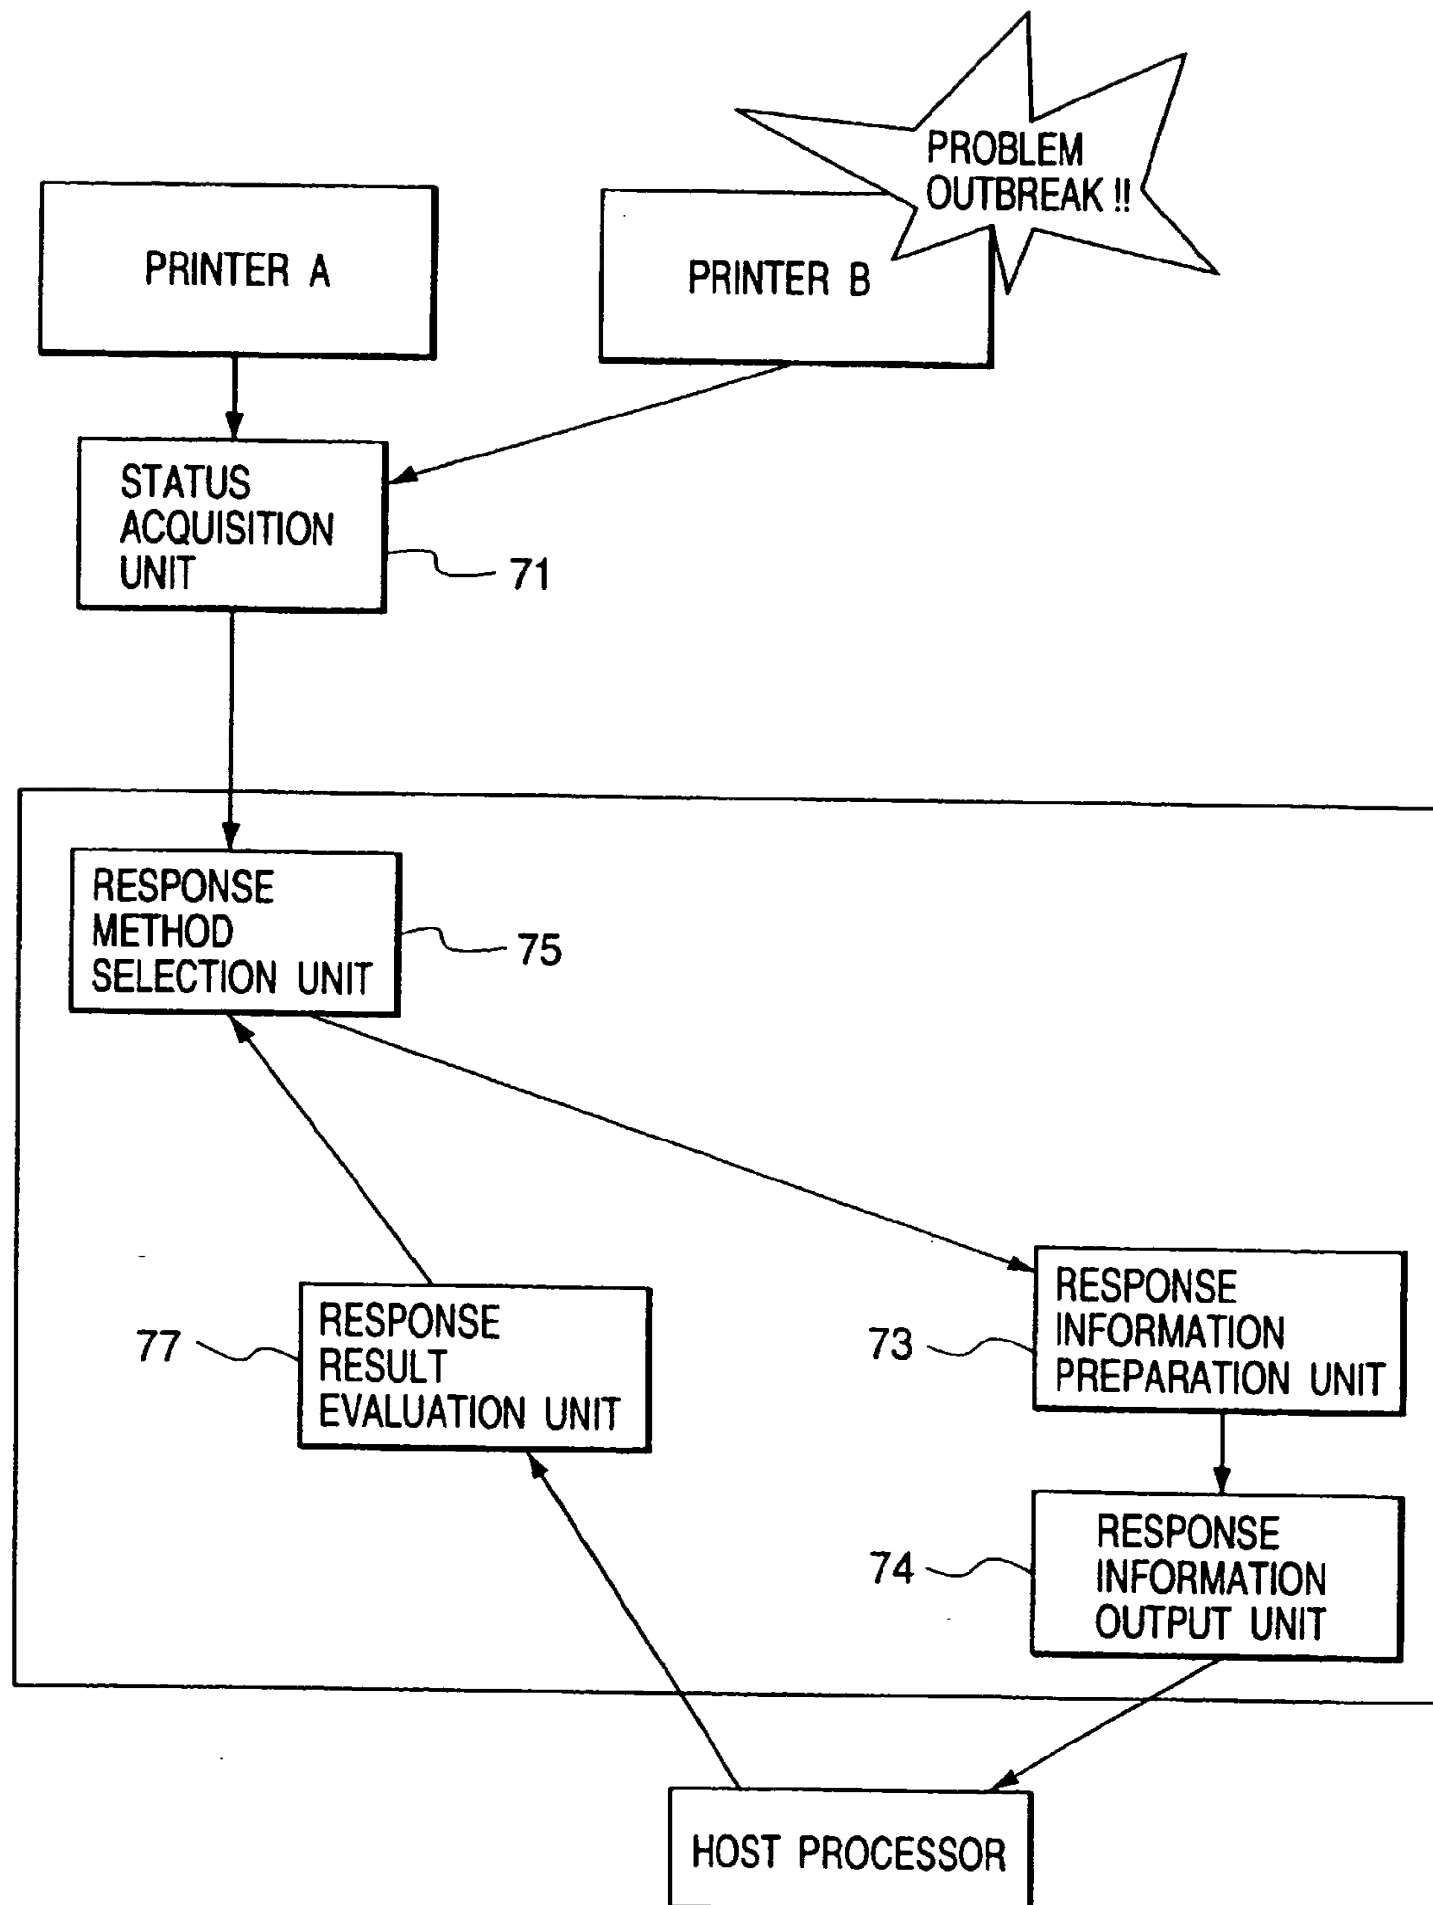 PROBLEM
OUTBREAK !!
PRINTER A
PRINTER B
STATUS
ACQUISITION
UNIT
71
RESPONSE
METHOD
SELECTION UNIT
75
RESPONSE
INFORMATION
PREPARATION UNIT
73
RESPONSE
RESULT
EVALUATION UNIT
77
RESPONSE
INFORMATION
OUTPUT UNIT
74
HOST PROCESSOR